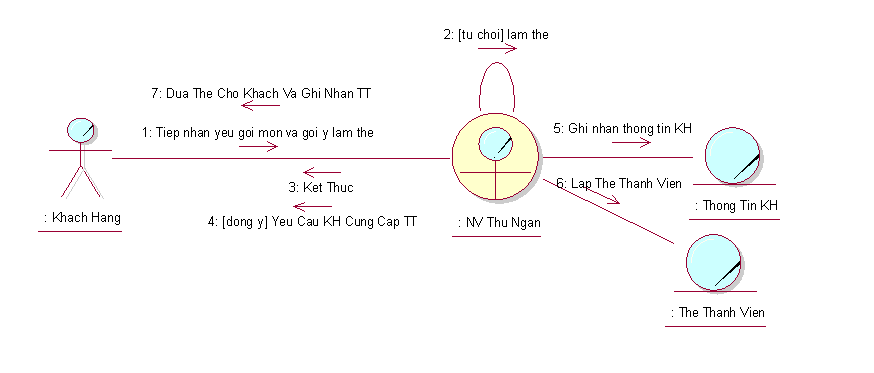 2: [tu choi] lam the
7: Dua The Cho Khach Va Ghi Nhan TT
1: Tiep nhan yeu goi mon va goi y lam the
5: Ghi nhan thong tin KH
3: Ket Thuc
6: Lap The Thanh Vien
4: [dong y] Yeu Cau KH Cung Cap TT
: Khach Hang
: NV Thu Ngan
: Thong Tin KH
: The Thanh Vien